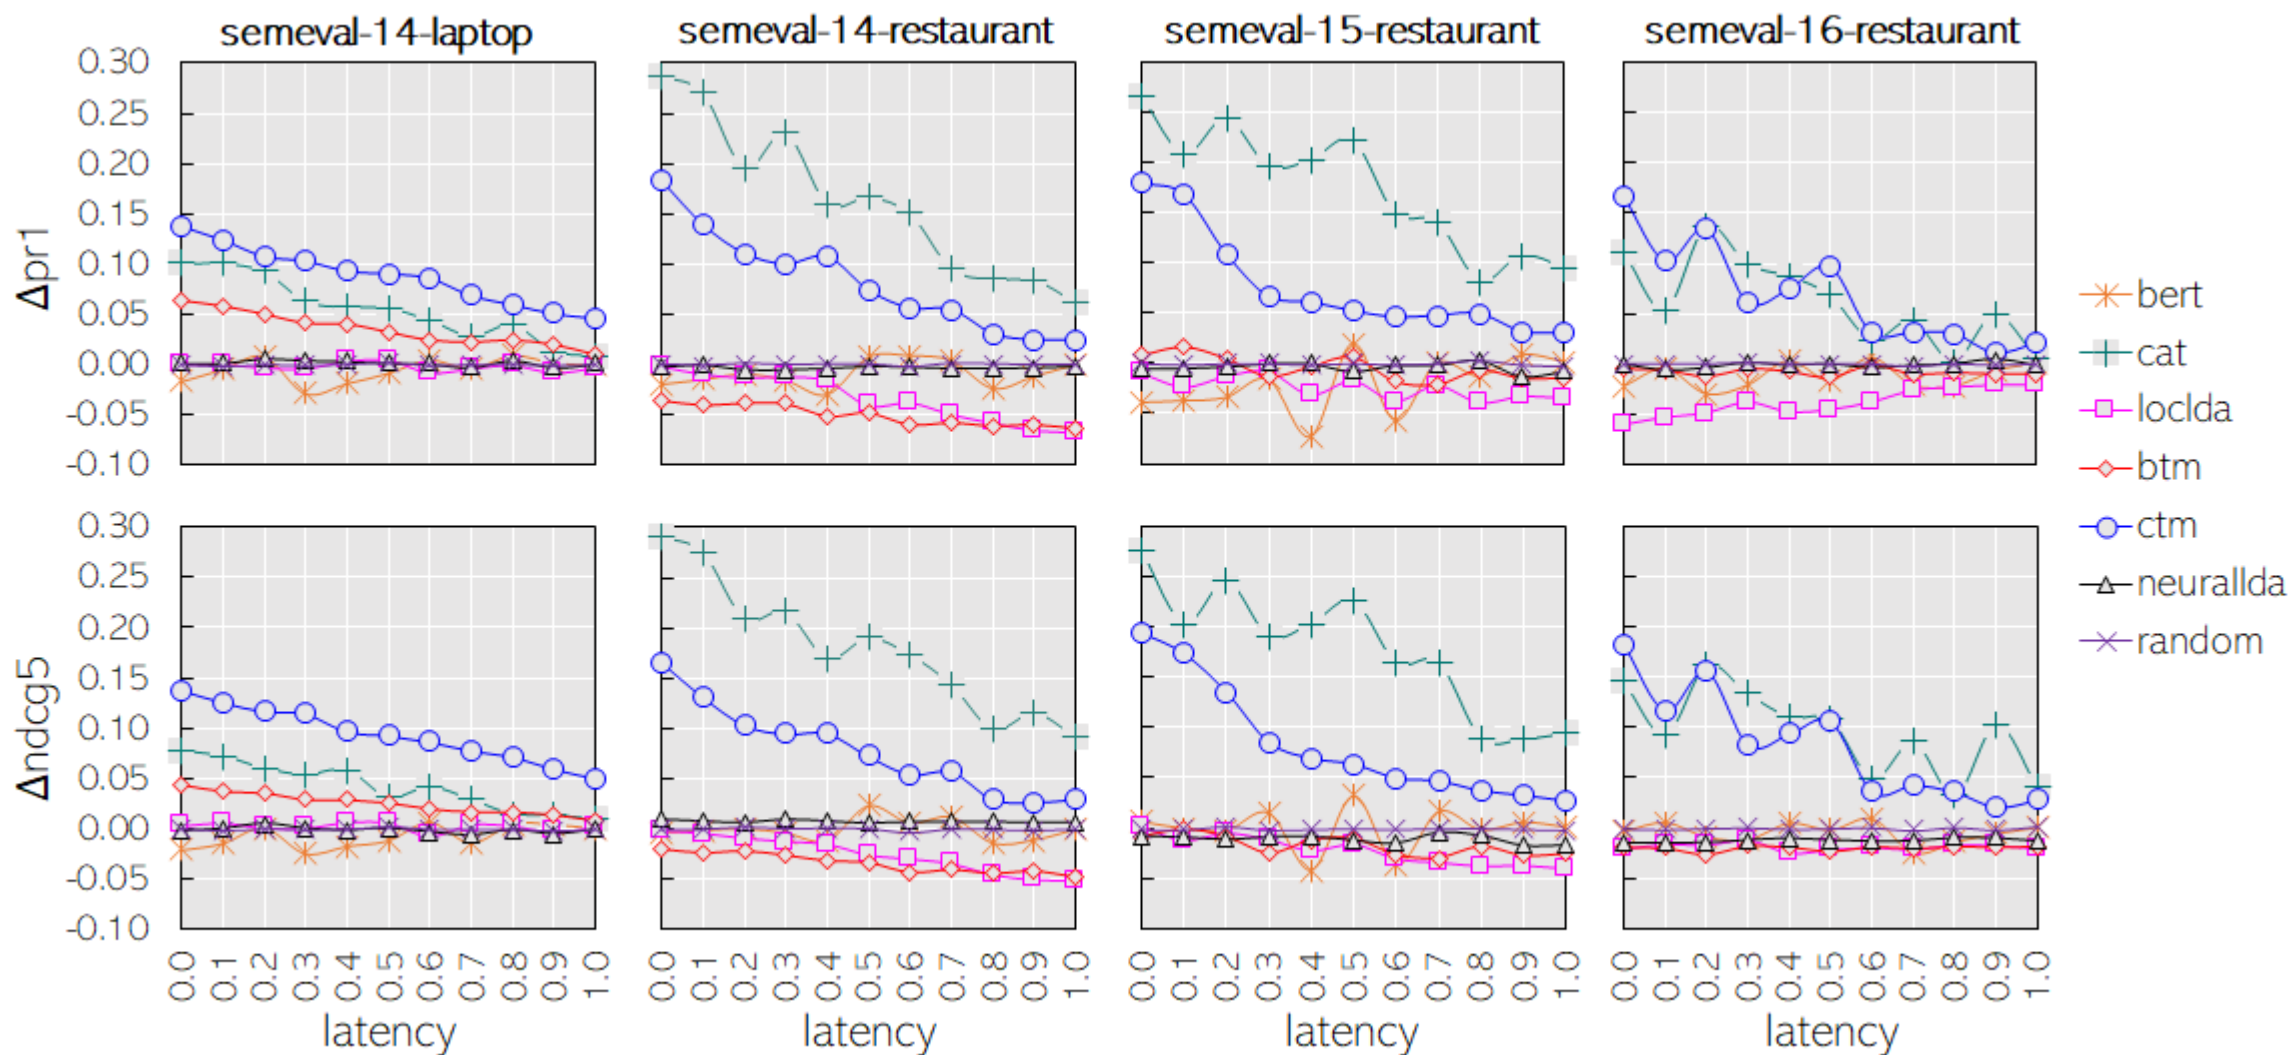 semeval-14-laptop semeval-14-restaurant semeval-15-restaurant semeval-16-restaurant
Δpr1
0.30
0.25
0.20
0.15
0.10
0.05
0.00
-0.05
-0.10
Δndcg5
0.30
0.25
0.20
0.15
0.10
0.05
0.00
-0.05
-0.10
0.0 0.1 0.2 0.3 0.4 0.5 0.6 0.7 0.8 0.9 1.0 0.0 0.1 0.2 0.3 0.4 0.5 0.6 0.7 0.8 0.9 1.0 0.0 0.1 0.2 0.3 0.4 0.5 0.6 0.7 0.8 0.9 1.0 0.0 0.1 0.2 0.3 0.4 0.5 0.6 0.7 0.8 0.9 1.0
latency latency latency latency
bert
cat
loclda
btm
ctm
neurallda
random